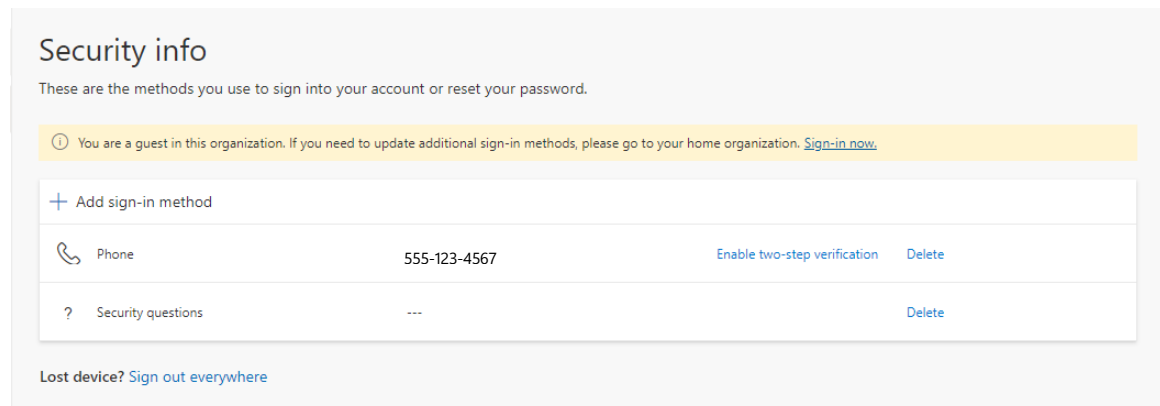 Security info
These are the methods you use to sign into your account or reset your password.
You are a guest in this organization. If you need to update additional sign-in methods, please go to your home organization. Sign-in now.
+ Add sign-in method
Phone 555-123-4567 Enable two-step verification Delete
? Security questions --- Delete
Lost device? Sign out everywhere